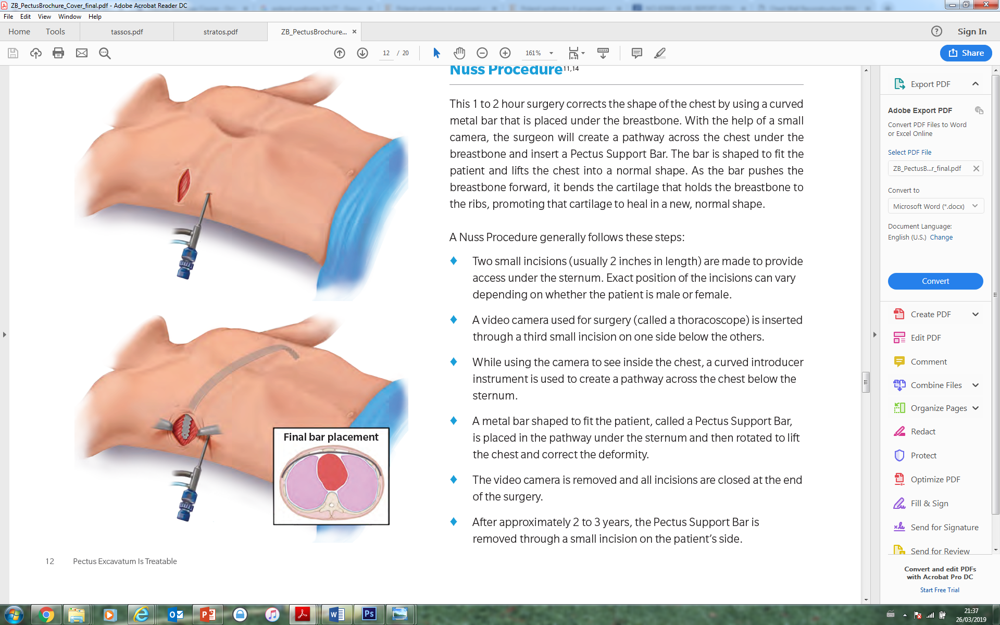 ZB_PectusBrochure_Cover_final.pdf - Adobe Acrobat Reader DC
File Edit View Window Help
Home Tools tassos.pdf stratos.pdf ZB_PectusBrochure... × Sign In
12 / 20 161% Share
Nuss Procedure11,14
This 1 to 2 hour surgery corrects the shape of the chest by using a curved
metal bar that is placed under the breastbone. With the help of a small
camera, the surgeon will create a pathway across the chest under the
breastbone and insert a Pectus Support Bar. The bar is shaped to fit the
patient and lifts the chest into a normal shape. As the bar pushes the
breastbone forward, it bends the cartilage that holds the breastbone to
the ribs, promoting that cartilage to heal in a new, normal shape.
A Nuss Procedure generally follows these steps:
♦ Two small incisions (usually 2 inches in length) are made to provide
access under the sternum. Exact position of the incisions can vary
depending on whether the patient is male or female.
♦ A video camera used for surgery (called a thoracoscope) is inserted
through a third small incision on one side below the others.
♦ While using the camera to see inside the chest, a curved introducer
instrument is used to create a pathway across the chest below the
sternum.
♦ A metal bar shaped to fit the patient, called a Pectus Support Bar,
is placed in the pathway under the sternum and then rotated to lift
the chest and correct the deformity.
♦ The video camera is removed and all incisions are closed at the end
of the surgery.
♦ After approximately 2 to 3 years, the Pectus Support Bar is
removed through a small incision on the patient's side.
Final bar placement
12 Pectus Excavatum Is Treatable
Export PDF
Adobe Export PDF
Convert PDF Files to Word
or Excel Online
Select PDF File
ZB_PectusB...r_final.pdf
Convert to
Microsoft Word (*.docx)
Document Language:
English (U.S.) Change
Convert
Create PDF
Edit PDF
Comment
Combine Files
Organize Pages
Redact
Protect
Optimize PDF
Fill & Sign
Send for Signature
Send for Review
Convert and edit PDFs
with Acrobat Pro DC
Start Free Trial
Ps
21:37
26/03/2019